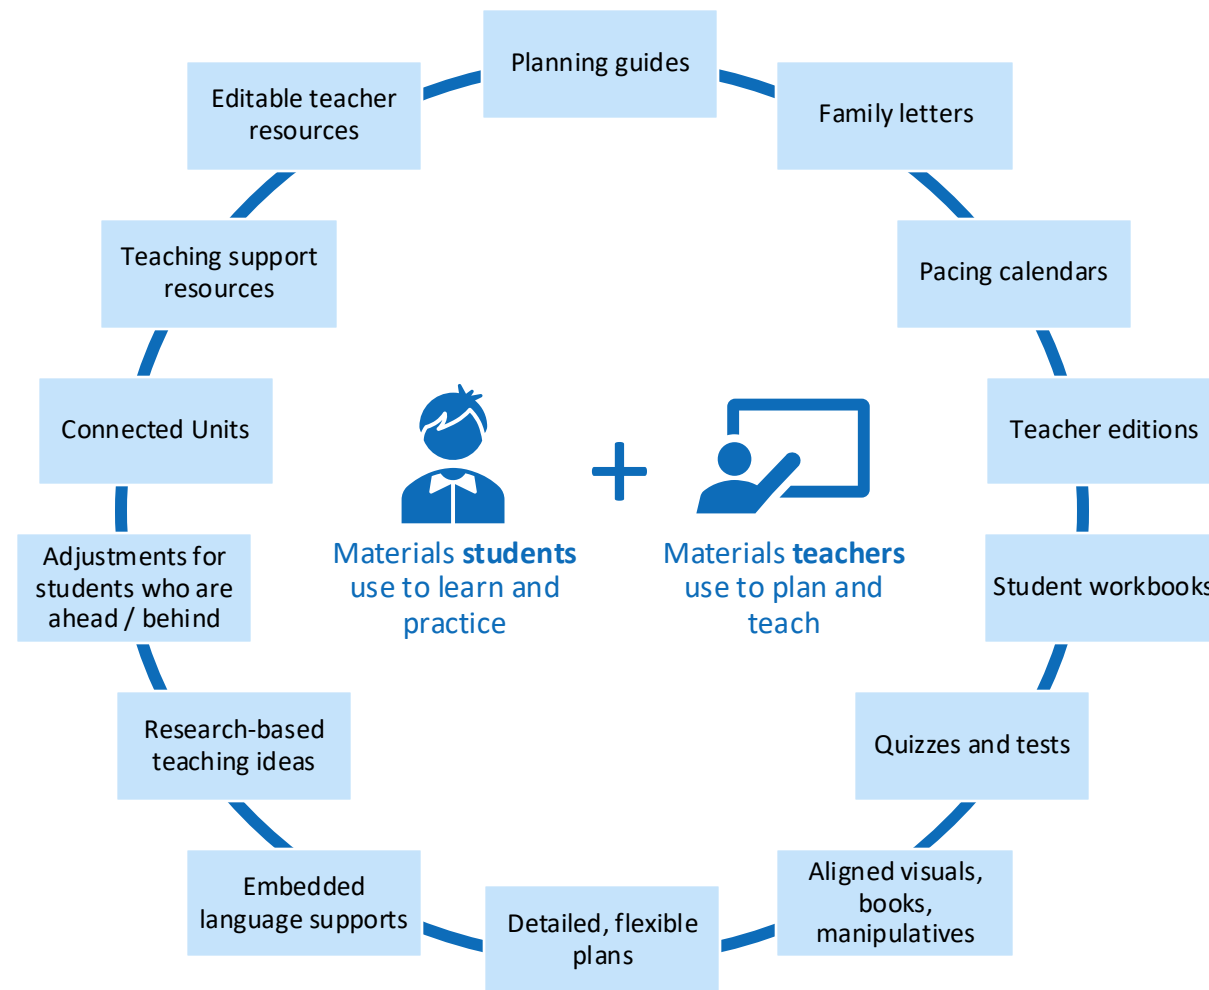 Planning guides
Family letters
Pacing calendars
Teacher editions
Student workbooks
Quizzes and tests
Aligned visuals,
books,
manipulatives
Detailed, flexible
plans
Embedded
language supports
Research-based
teaching ideas
Adjustments for
students who are
ahead / behind
Connected Units
Teaching support
resources
Editable teacher
resources
Materials students
use to learn and
practice
Materials teachers
use to plan and
teach